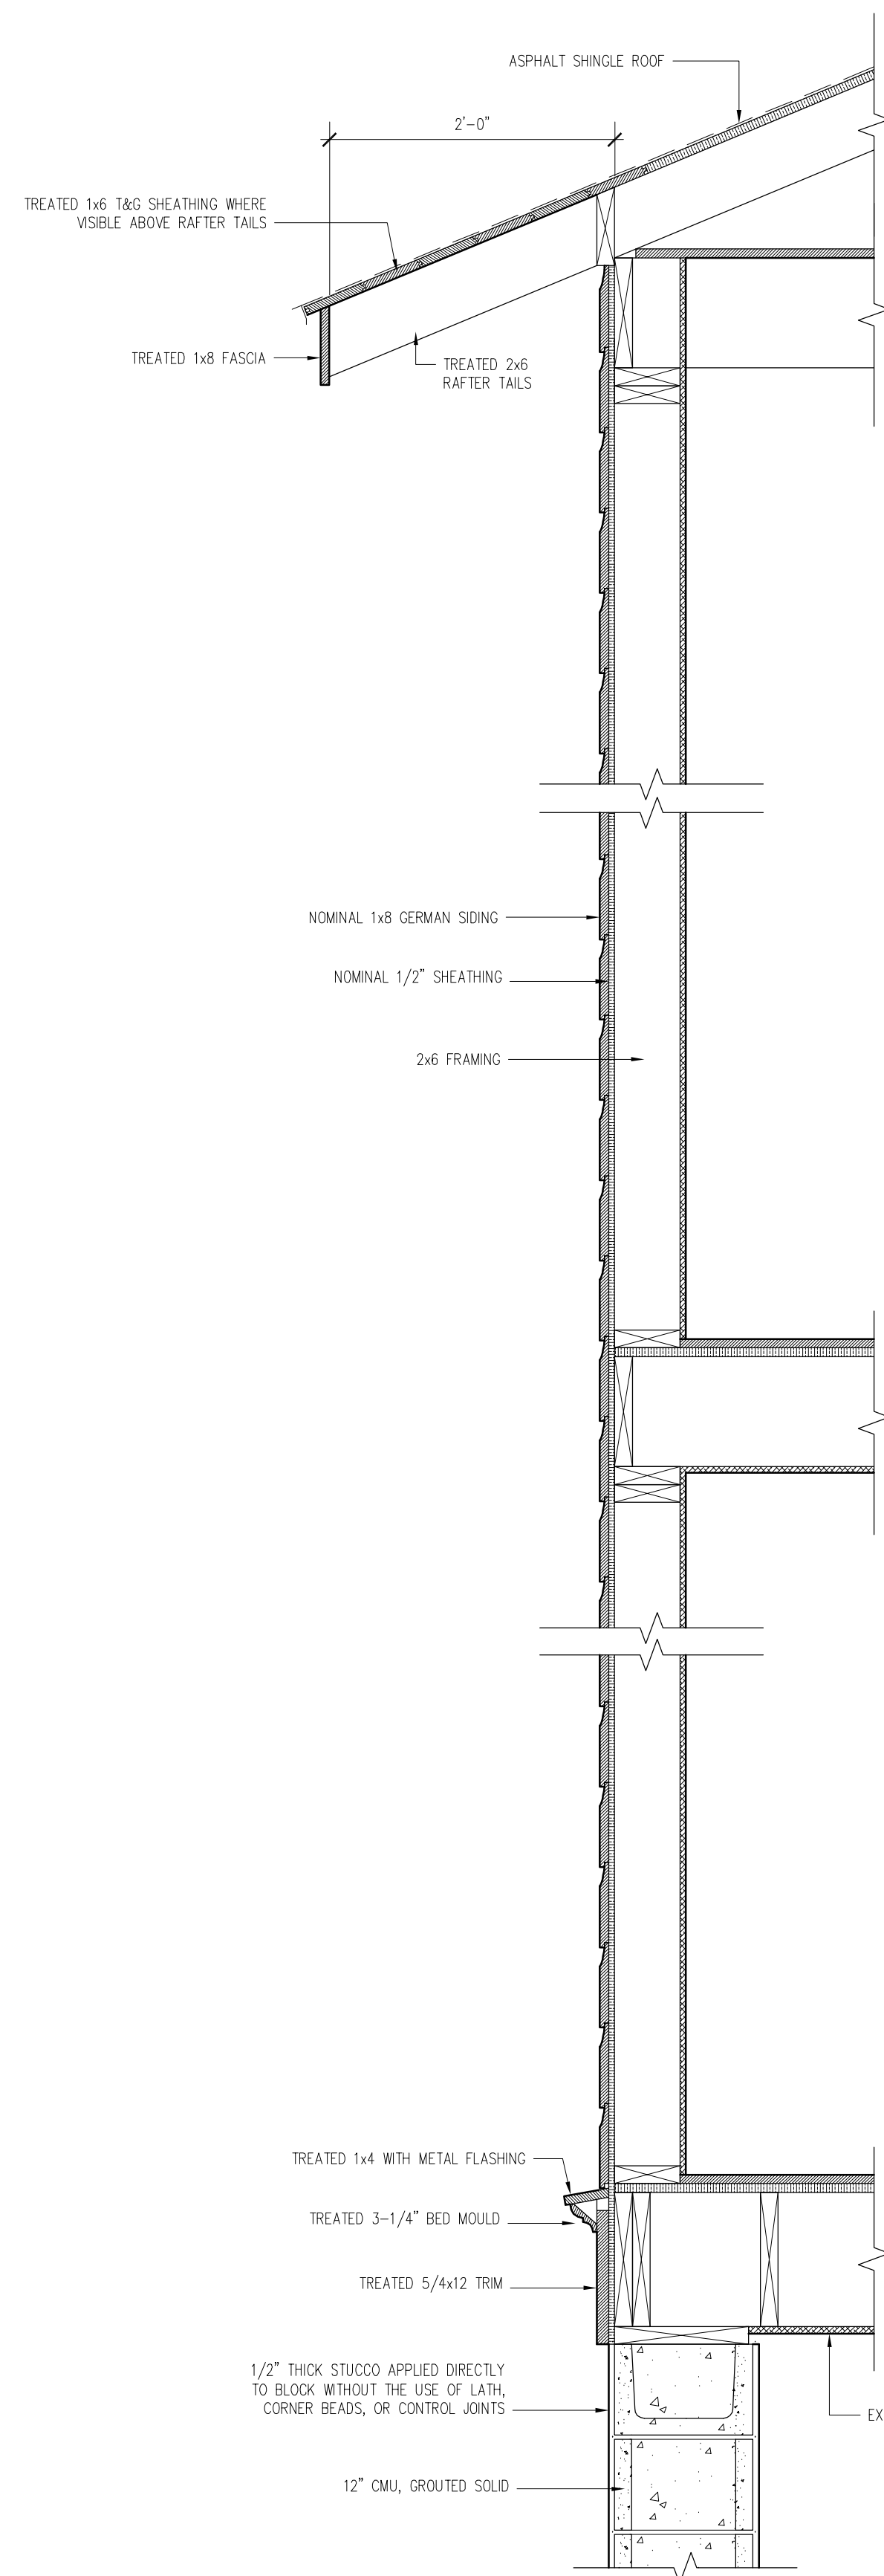 ASPHALT SHINGLE ROOF
2'-0"
TREATED 1x6 T&G SHEATHING WHERE
VISIBLE ABOVE RAFTER TAILS
TREATED 1x8 FASCIA
TREATED 2x6
RAFTER TAILS
NOMINAL 1x8 GERMAN SIDING
NOMINAL 1/2" SHEATHING
2x6 FRAMING
TREATED 1x4 WITH METAL FLASHING
TREATED 3-1/4" BED MOULD
TREATED 5/4x12 TRIM
1/2" THICK STUCCO APPLIED DIRECTLY
TO BLOCK WITHOUT THE USE OF LATH,
CORNER BEADS, OR CONTROL JOINTS
EX
12" CMU, GROUTED SOLID